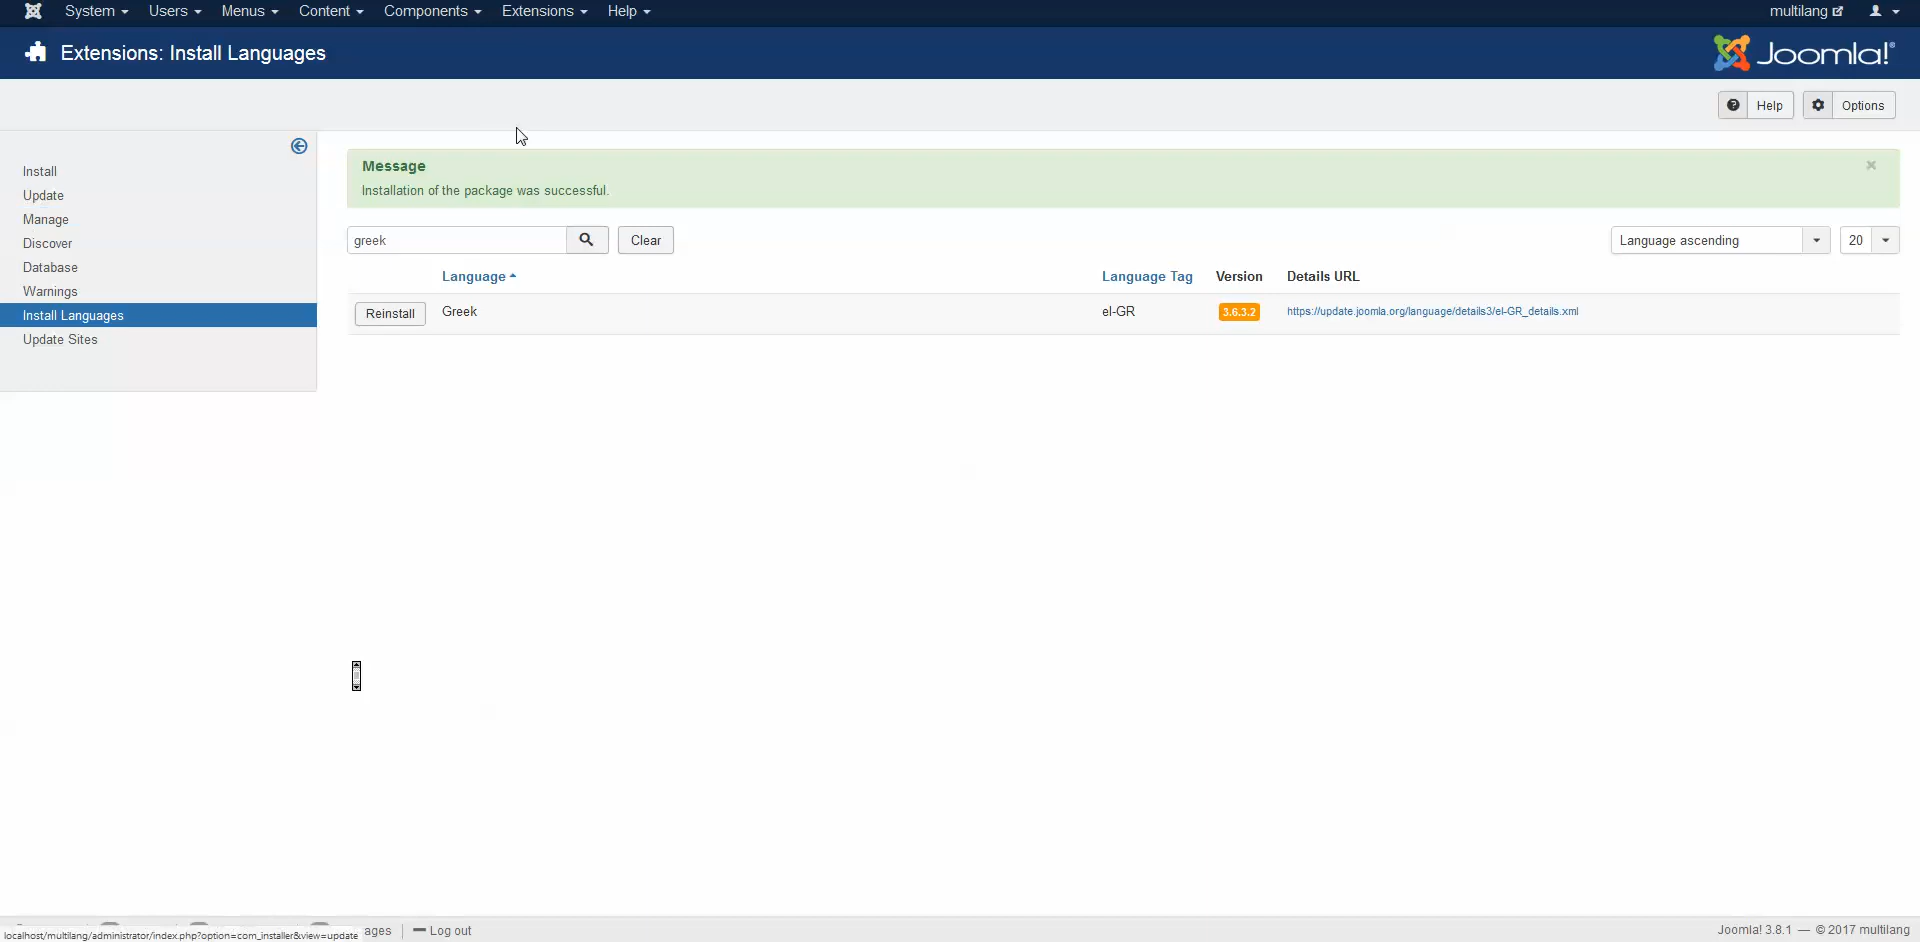 System Users Menus Content Components Extensions Help multilang
Extensions: Install Languages Joomla!®
Help Options
Install
Update
Manage
Discover
Database
Warnings
Install Languages
Update Sites
Message
Installation of the package was successful.
greek Clear Language ascending 20
Language Language Tag Version Details URL
Reinstall Greek el-GR 3.6.3.2 https://update.joomla.org/language/details3/el-GR_details.xml
ages Log out Joomla! 3.8.1 — © 2017 multilang
localhost/multilang/administrator/index.php?option=com_installer&view=update